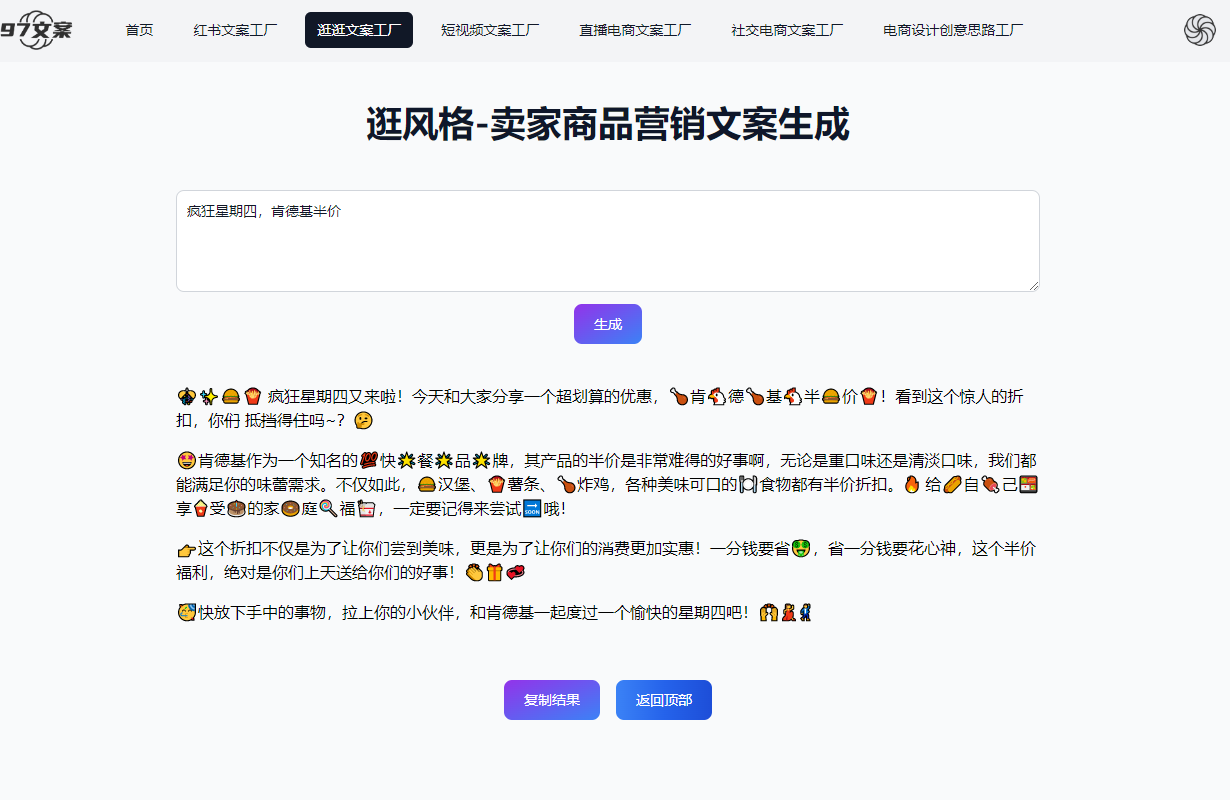 97文案
首页 红书文案工厂 逛逛文案工厂 短视频文案工厂 直播电商文案工厂 社交电商文案工厂 电商设计创意思路工厂
逛风格-卖家商品营销文案生成
疯狂星期四，肯德基半价
生成
疯狂星期四又来啦！今天和大家分享一个超划算的优惠，🍗肯🐔德🍗基🐔半🍔价🍟！看到这个惊人的折
扣，你们 抵挡得住吗~？🫤
🤩肯德基作为一个知名的💯快🌟餐🌟品🌟牌，其产品的半价是非常难得的好事啊，无论是重口味还是清淡口味，我们都
能满足你的味蕾需求。不仅如此，🍔汉堡、🍟薯条、🍗炸鸡，各种美味可口的🍽食物都有半价折扣。🔥 给🌭自🍖己🍱
享🍿受🎂的家🍩庭🍭福🍜，一定要记得来尝试🔜哦！
👉这个折扣不仅是为了让你们尝到美味，更是为了让你们的消费更加实惠！一分钱要省🤑，省一分钱要花心神，这个半价
福利，绝对是你们上天送给你们的好事！👏🎁💝
🥳快放下手中的事物，拉上你的小伙伴，和肯德基一起度过一个愉快的星期四吧！
复制结果 返回顶部